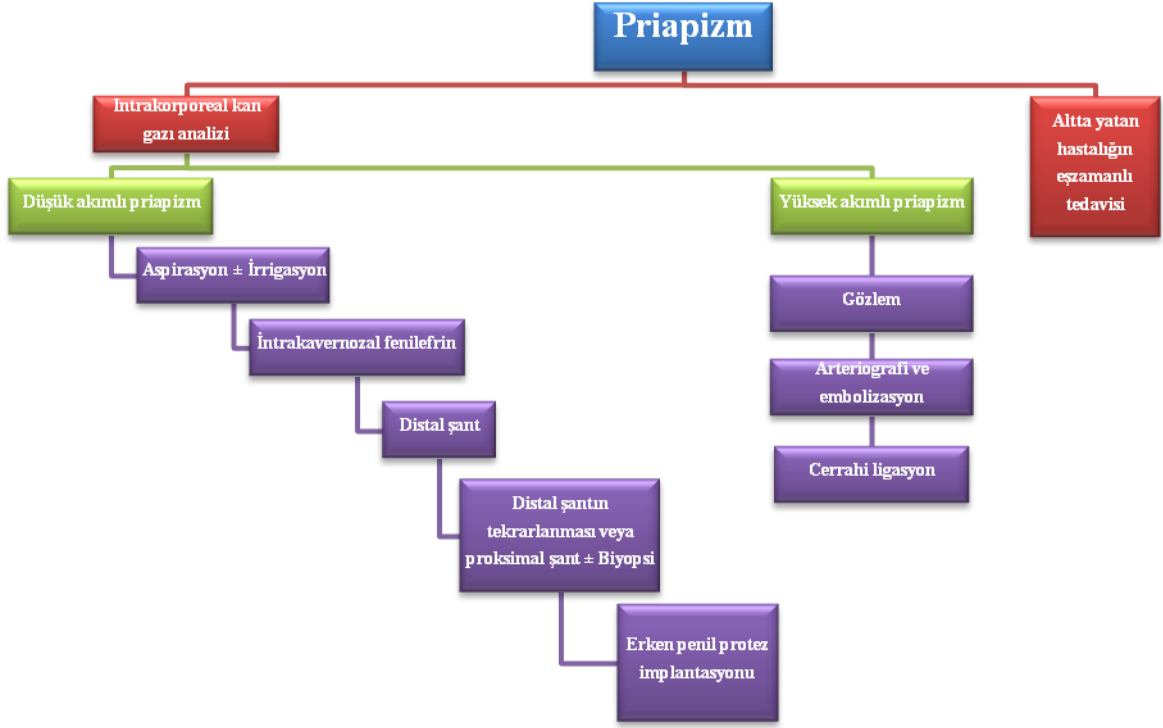 Priapizm
Intrakorporeal kan
gazı analizi
Altta yatan
hastalığın
eşzamanlı
tedavisi
Düşük akımlı priapizm
Yüksek akımlı priapizm
Aspirasyon ± İrrigasyon
İntrakavernozal fenilefrin
Distal şant
Distal şantın
tekrarlanması veya
proksimal şant ± Biyopsi
Erken penil protez
implantasyonu
Gözlem
Arteriografi ve
embolizasyon
Cerrahi ligasyon